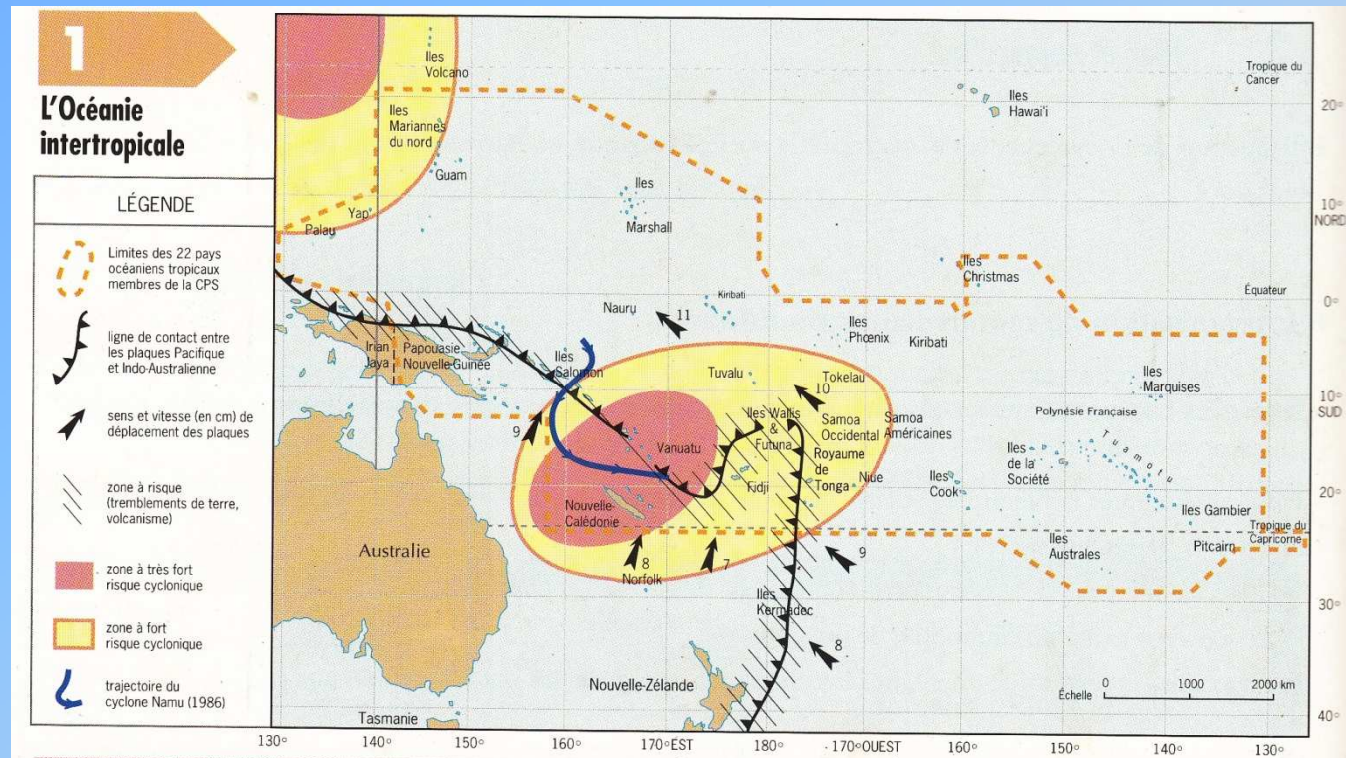 1
L'Océanie
intertropicale
LÉGENDE
Limites des 22 pays
océaniens tropicaux
membres de la CPS
ligne de contact entre
les plaques Pacifique
et Indo-Australienne
sens et vitesse (en cm) de
déplacement des plaques
zone à risque
(tremblements de terre,
volcanisme)
zone à très fort
risque cyclonique
zone à fort
risque cyclonique
trajectoire du
cyclone Namu (1986)
Iles
Volcano
Tropique du
Cancer
Iles
Hawai'i
20°
Iles
Mariannes
du nord
Guam
Iles
Marshall
10°
NORD
Yap
Palau
Iles
Christmas
Équateur
0°
Nauru
Kiribati
11
Iles
Phœnix
Kiribati
Irian
Jaya
Papouasie
Nouvelle-Guinée
Iles
Salomon
Tuvalu
Tokelau
10
Iles
Marquises
10°
SUD
9
Iles Wallis
&
Futuna
Samoa
Occidental
Samoa
Américaines
Polynésie Française
Vanuatu
Royaume
de
Tonga
Niue
Iles
Cook
Iles
de la
Société
Tuamotu
Fidji
20°
Nouvelle-
Calédonie
Iles Gambier
Tropique du
Capricorne
Australie
8
7
9
Iles
Australes
Pitcairn
Norfolk
Iles
Kermadec
30°
8
Nouvelle-Zélande
Échelle 0 1000 2000 km
Tasmanie
40°
130° 140° 150° 160° 170° EST 180° 170° OUEST 160° 150° 140° 130°